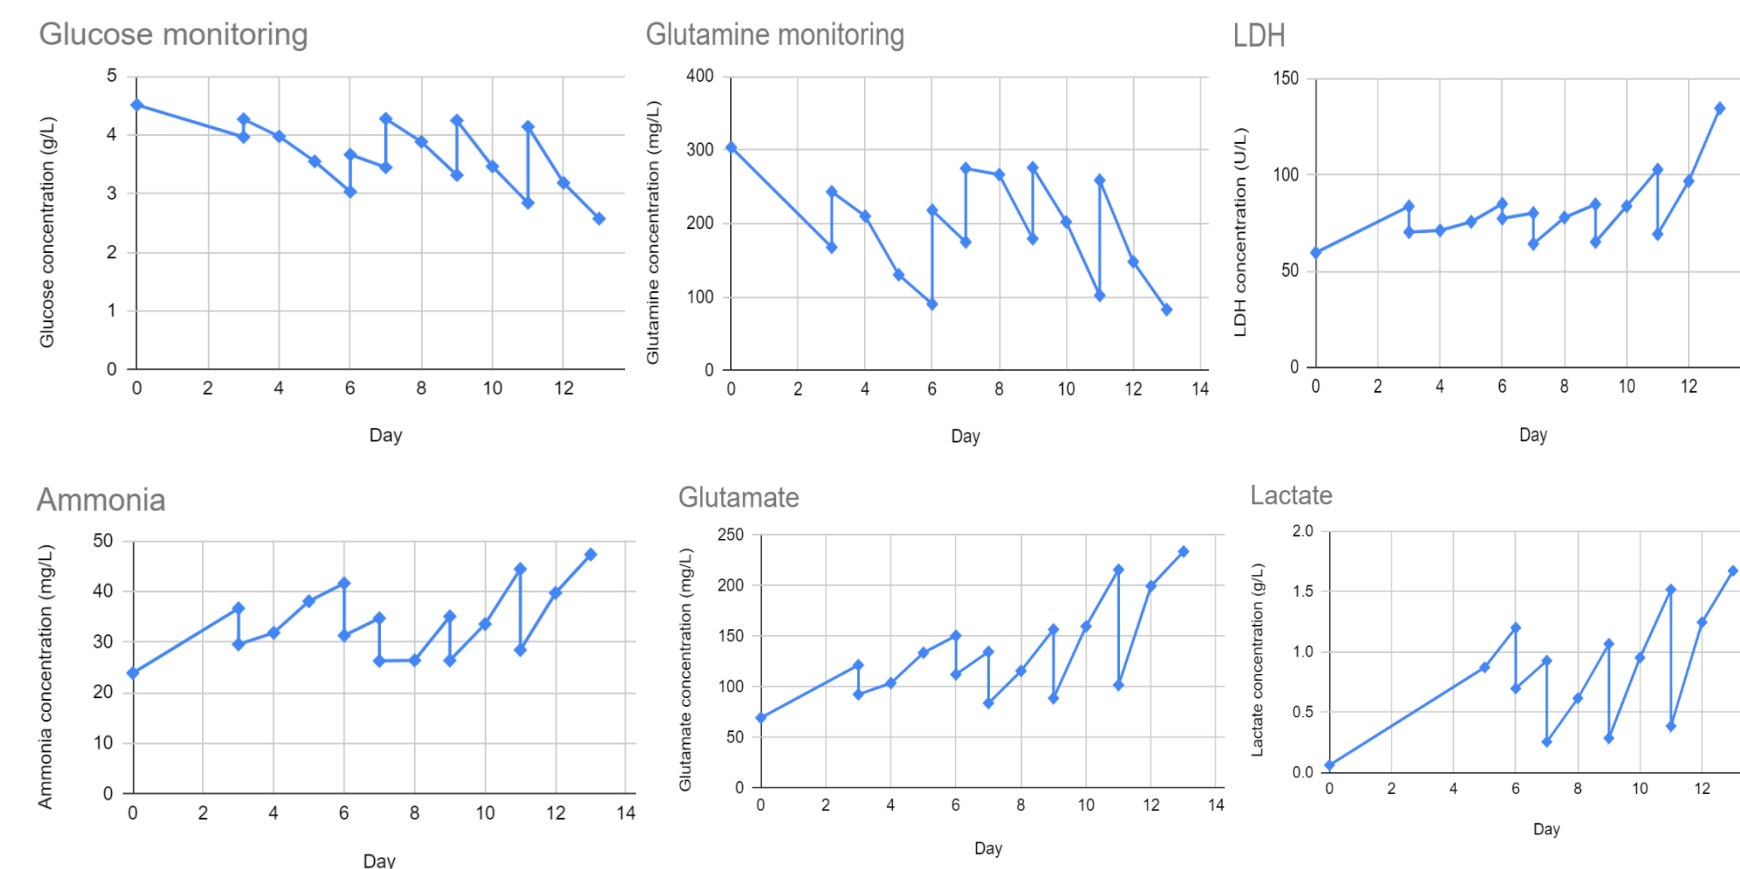 Glucose monitoring
Glucose concentration (g/L)
5
4
3
2
1
0
0 2 4 6 8 10 12
Day
Glutamine monitoring
Glutamine concentration (mg/L)
400
300
200
100
0
0 2 4 6 8 10 12 14
Day
LDH
LDH concentration (U/L)
150
100
50
0
0 2 4 6 8 10 12
Day
Ammonia
Ammonia concentration (mg/L)
50
40
30
20
10
0
0 2 4 6 8 10 12 14
Day
Glutamate
Glutamate concentration (mg/L)
250
200
150
100
50
0
0 2 4 6 8 10 12 14
Day
Lactate
Lactate concentration (g/L)
2.0
1.5
1.0
0.5
0.0
0 2 4 6 8 10 12
Day